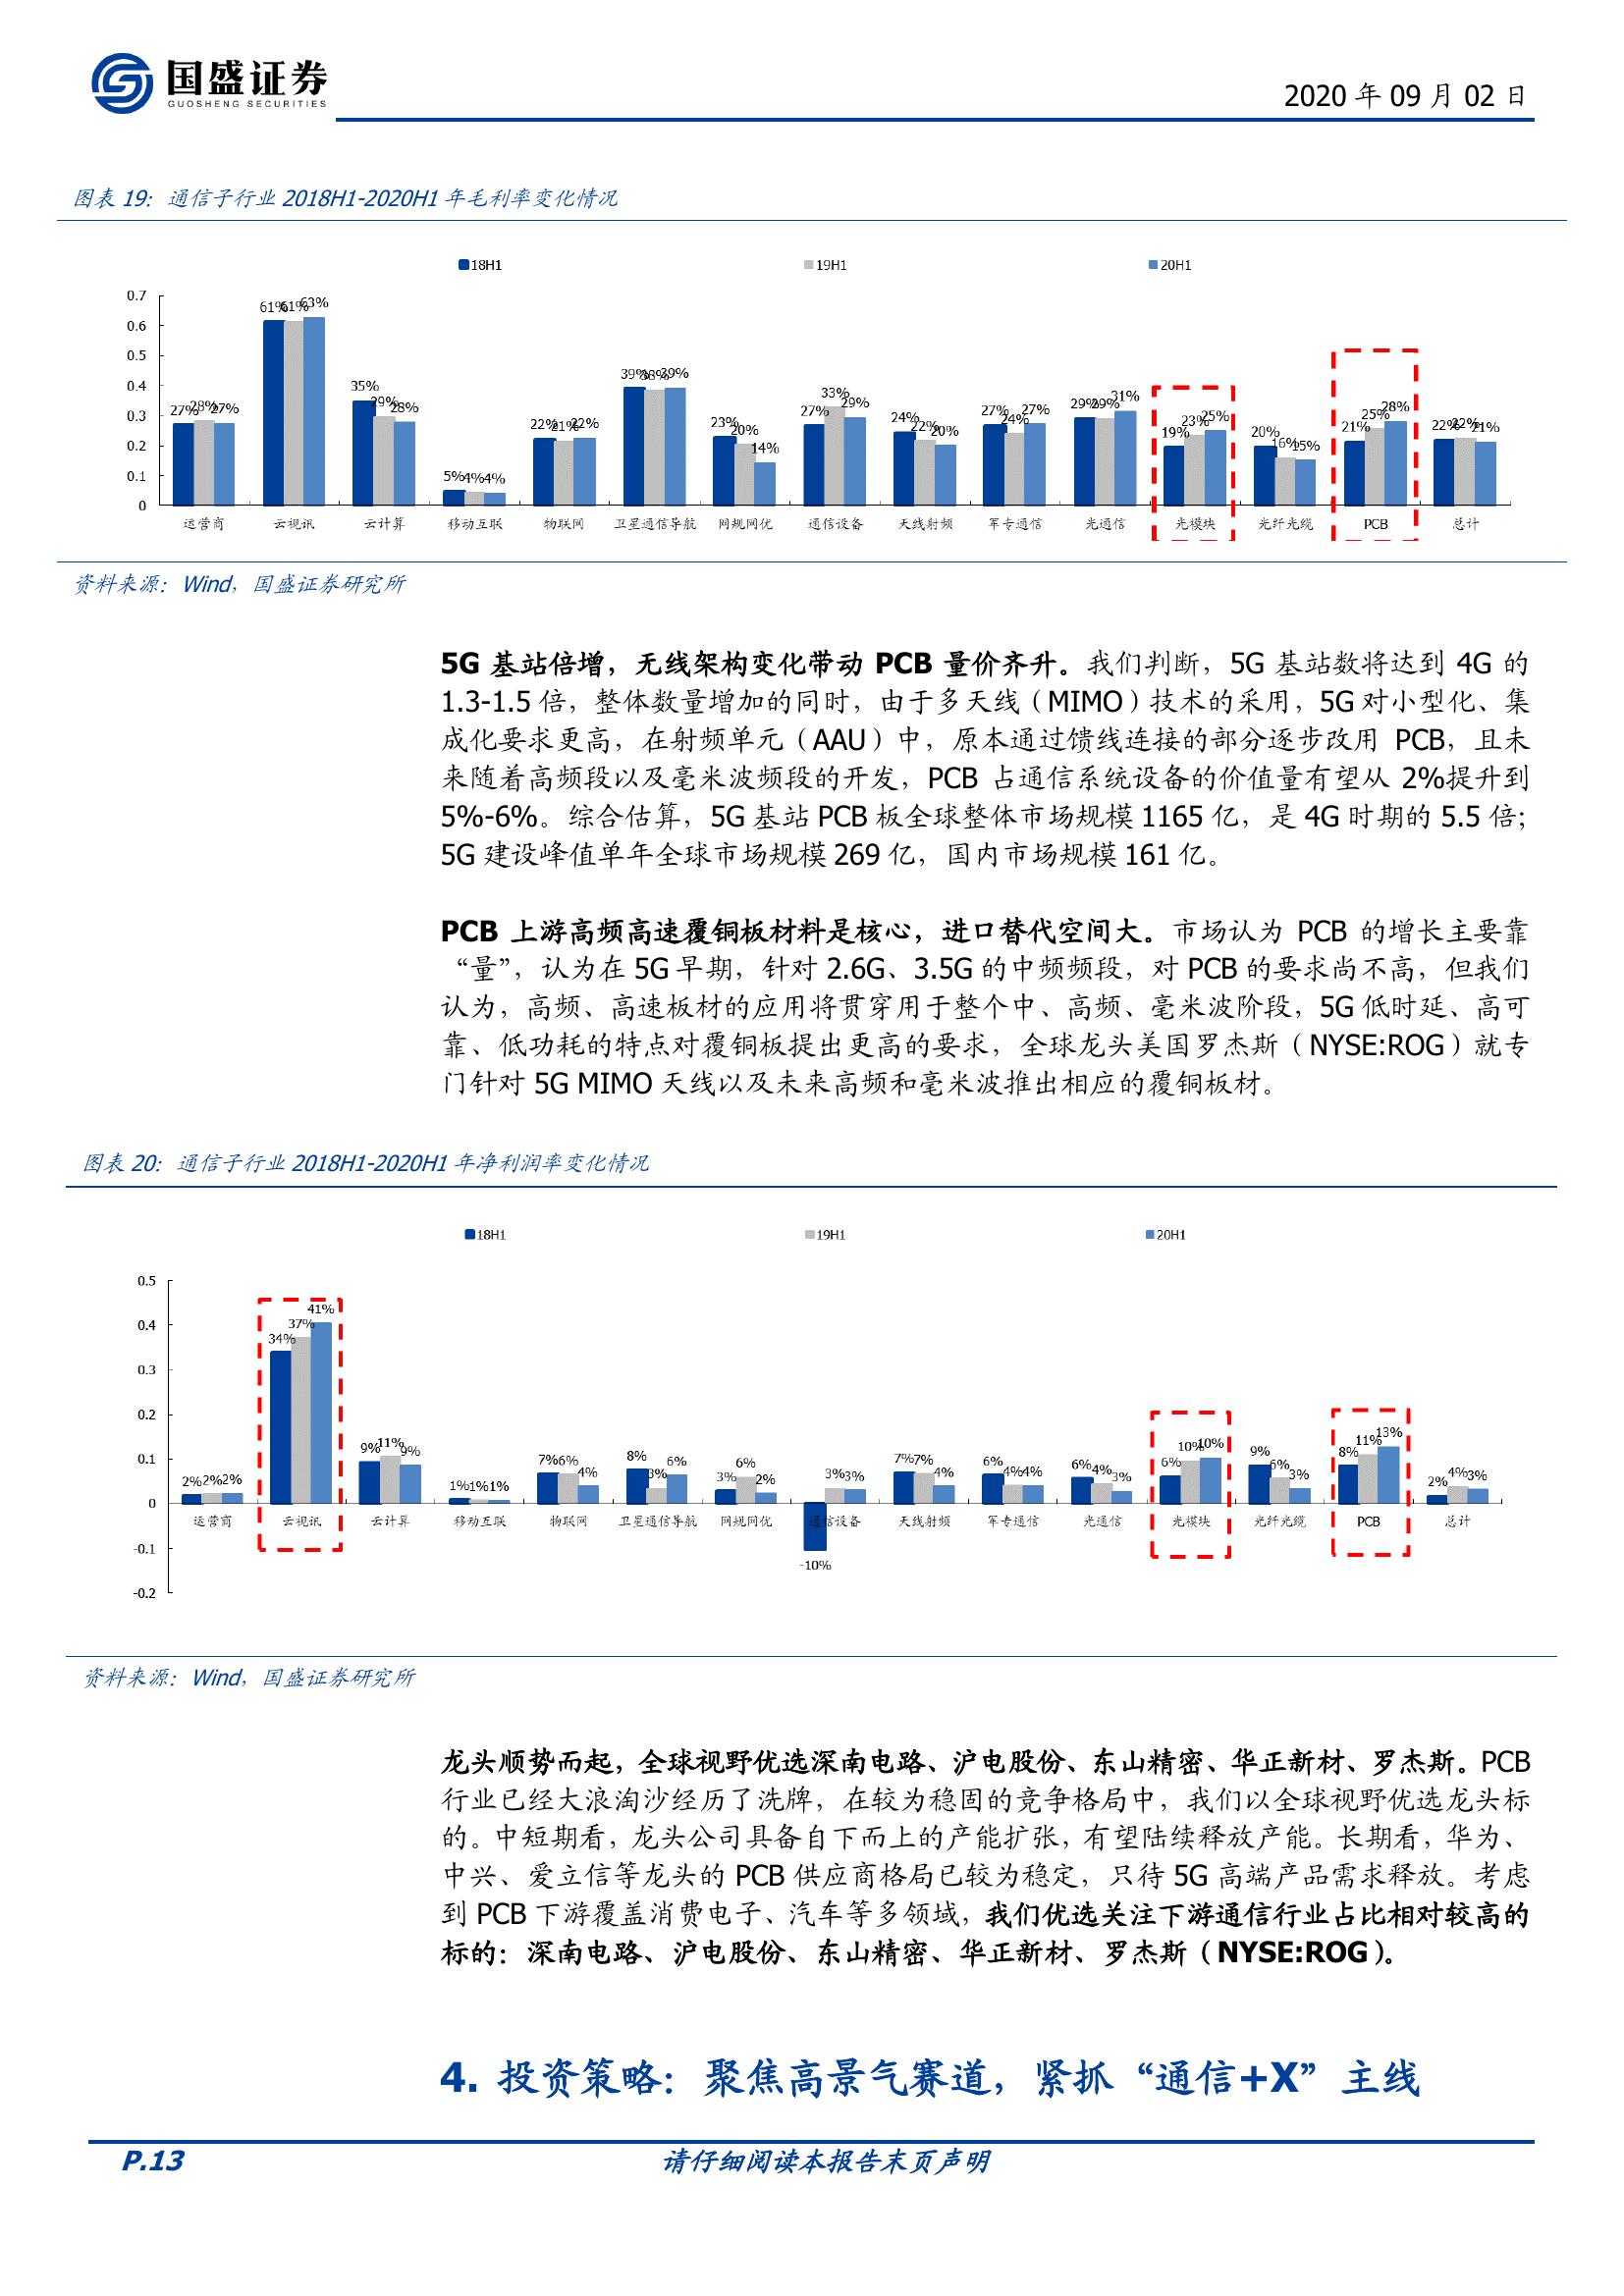 国盛证券
GUOSHENG SECURITIES
2020 年 09 月 02 日
图表 19：通信子行业 2018H1-2020H1 年毛利率变化情况
18H1 19H1 20H1
0.7
0.6
0.5
0.4
0.3
0.2
0.1
0
27% 28% 27%
61% 61% 63%
35% 29% 28%
5% 4% 4%
22% 21% 22%
39% 38% 39%
23% 20% 14%
27% 33% 29%
24% 22% 20%
27% 24% 27%
29% 29% 31%
19% 23% 25%
20% 16% 15%
21% 25% 28%
22% 22% 21%
运营商 云视讯 云计算 移动互联 物联网 卫星通信导航 网规网优 通信设备 天线射频 军专通信 光通信 光模块 光纤光缆 PCB 总计
资料来源：Wind，国盛证券研究所
5G 基站倍增，无线架构变化带动 PCB 量价齐升。我们判断，5G 基站数将达到 4G 的
1.3-1.5 倍，整体数量增加的同时，由于多天线（MIMO）技术的采用，5G 对小型化、集
成化要求更高，在射频单元（AAU）中，原本通过馈线连接的部分逐步改用 PCB，且未
来随着高频段以及毫米波频段的开发，PCB 占通信系统设备的价值量有望从 2%提升到
5%-6%。综合估算，5G 基站 PCB 板全球整体市场规模 1165 亿，是 4G 时期的 5.5 倍；
5G 建设峰值单年全球市场规模 269 亿，国内市场规模 161 亿。
PCB 上游高频高速覆铜板材料是核心，进口替代空间大。市场认为 PCB 的增长主要靠
“量”，认为在 5G 早期，针对 2.6G、3.5G 的中频频段，对 PCB 的要求尚不高，但我们
认为，高频、高速板材的应用将贯穿用于整个中、高频、毫米波阶段，5G 低时延、高可
靠、低功耗的特点对覆铜板提出更高的要求，全球龙头美国罗杰斯（NYSE:ROG）就专
门针对 5G MIMO 天线以及未来高频和毫米波推出相应的覆铜板材。
图表 20：通信子行业 2018H1-2020H1 年净利润率变化情况
18H1 19H1 20H1
0.5
0.4
0.3
0.2
0.1
0
-0.1
-0.2
2% 2% 2%
34% 37% 41%
9% 11% 9%
1% 1% 1%
7% 6% 4%
8% 3% 6%
3% 6% 2%
-10% 3% 3%
7% 7% 4%
6% 4% 4%
6% 4% 3%
6% 10% 10%
9% 6% 3%
8% 11% 13%
2% 4% 3%
运营商 云视讯 云计算 移动互联 物联网 卫星通信导航 网规网优 通信设备 天线射频 军专通信 光通信 光模块 光纤光缆 PCB 总计
资料来源：Wind，国盛证券研究所
龙头顺势而起，全球视野优选深南电路、沪电股份、东山精密、华正新材、罗杰斯。PCB
行业已经大浪淘沙经历了洗牌，在较为稳固的竞争格局中，我们以全球视野优选龙头标
的。中短期看，龙头公司具备自下而上的产能扩张，有望陆续释放产能。长期看，华为、
中兴、爱立信等龙头的 PCB 供应商格局已较为稳定，只待 5G 高端产品需求释放。考虑
到 PCB 下游覆盖消费电子、汽车等多领域，我们优选关注下游通信行业占比相对较高的
标的：深南电路、沪电股份、东山精密、华正新材、罗杰斯（NYSE:ROG）。
4. 投资策略：聚焦高景气赛道，紧抓“通信+X”主线
P.13
请仔细阅读本报告末页声明